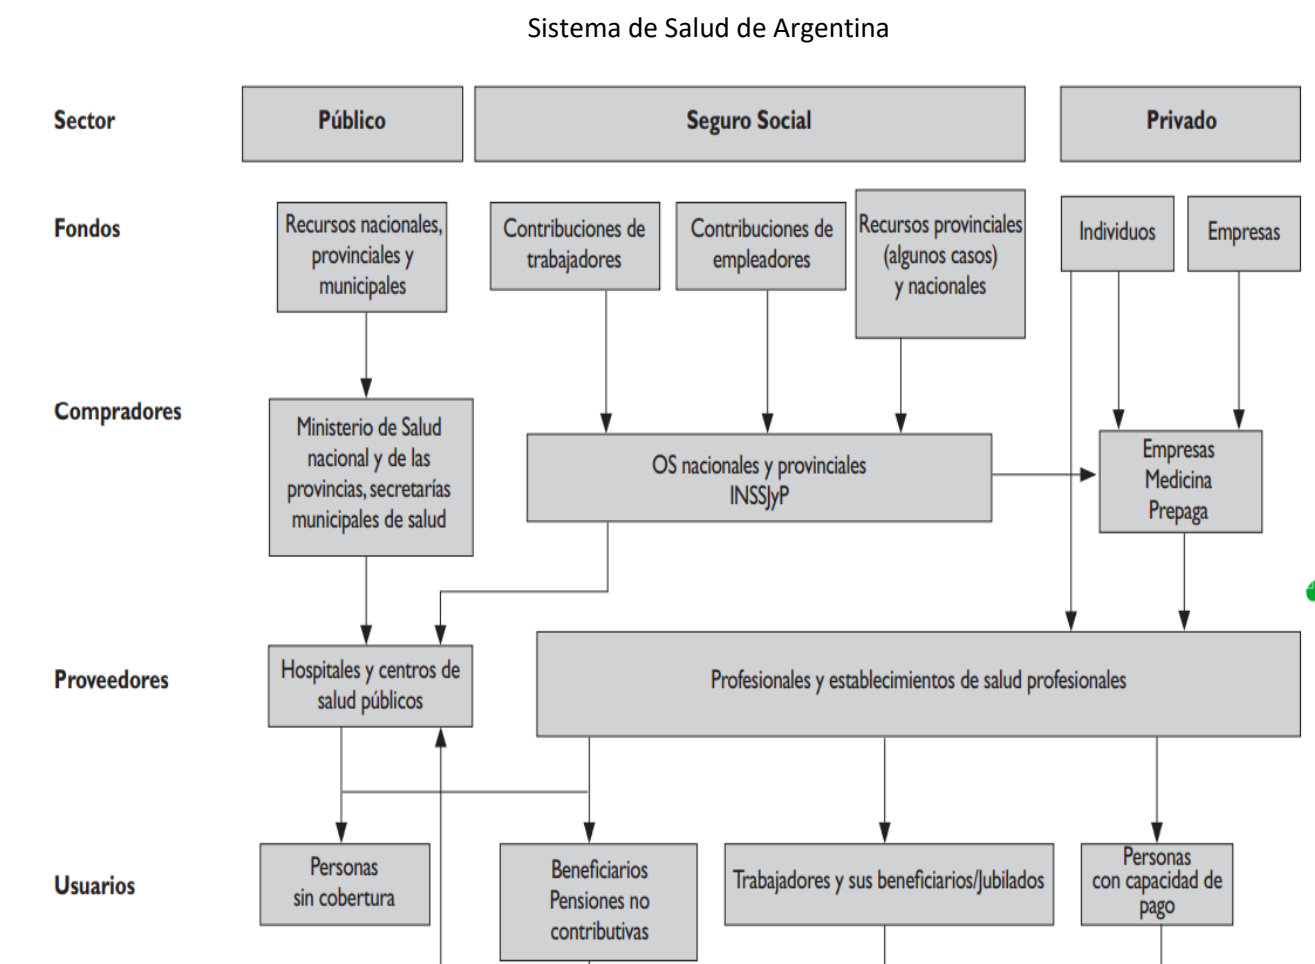 Sistema de Salud de Argentina
Sector
Público
Seguro Social
Privado
Fondos
Recursos nacionales,
provinciales y
municipales
Contribuciones de
trabajadores
Contribuciones de
empleadores
Recursos provinciales
(algunos casos)
y nacionales
Individuos
Empresas
Compradores
Ministerio de Salud
nacional y de las
provincias, secretarías
municipales de salud
OS nacionales y provinciales
INSSJyP
Empresas
Medicina
Prepaga
Proveedores
Hospitales y centros de
salud públicos
Profesionales y establecimientos de salud profesionales
Usuarios
Personas
sin cobertura
Beneficiarios
Pensiones no
contributivas
Trabajadores y sus beneficiarios/Jubilados
Personas
con capacidad de
pago